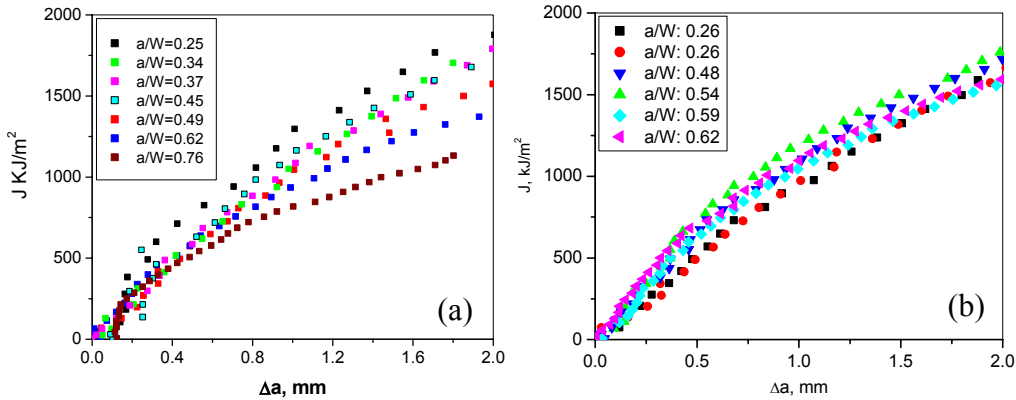 2000
1500
1000
500
0
J KJ/m²
a/W=0.25
a/W=0.34
a/W=0.37
a/W=0.45
a/W=0.49
a/W=0.62
a/W=0.76
(a)
0.0 0.4 0.8 1.2 1.6 2.0
Δa, mm
2000
1500
1000
500
0
J, kJ/m²
a/W: 0.26
a/W: 0.26
a/W: 0.48
a/W: 0.54
a/W: 0.59
a/W: 0.62
(b)
0.0 0.5 1.0 1.5 2.0
Δa, mm